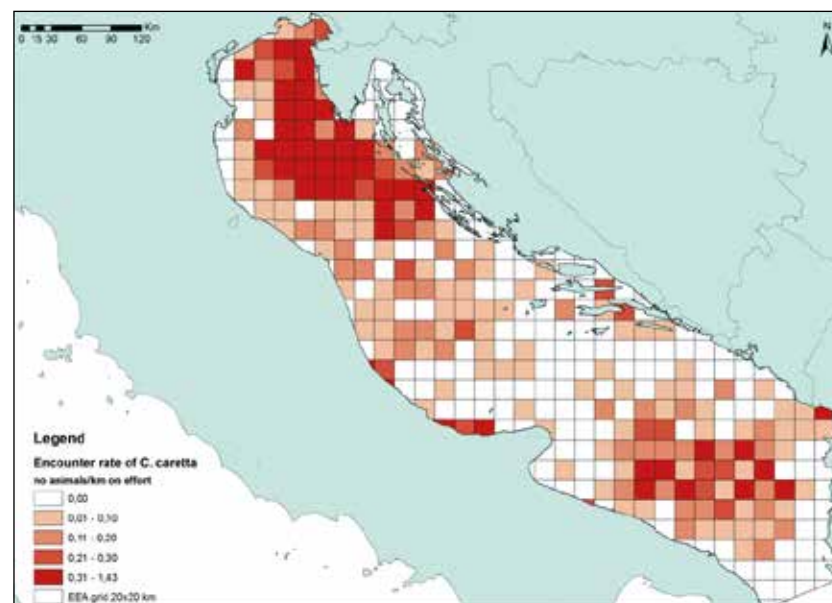 Km
0 15 30 60 90 120
N
Legend
Encounter rate of C. caretta
no animals/km on effort
0,00
0,01 - 0,10
0,11 - 0,20
0,21 - 0,30
0,31 - 1,43
EEA grid 20x20 km